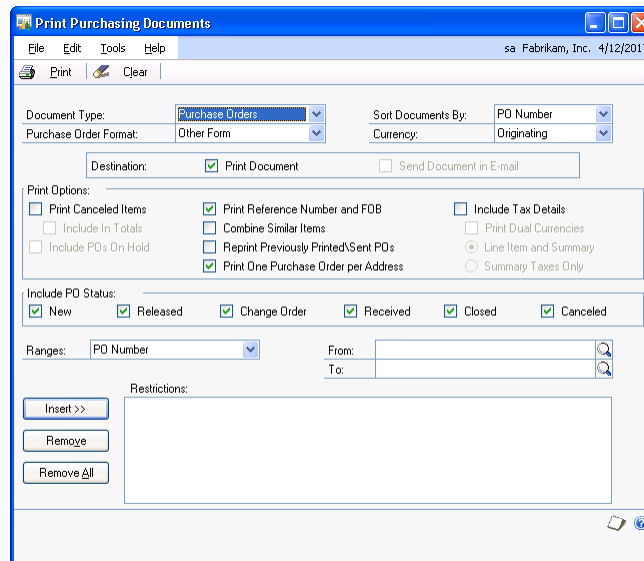 Print Purchasing Documents
File Edit Tools Help sa Fabrikam, Inc. 4/12/2017
Print Clear
Document Type: Purchase Orders Sort Documents By: PO Number
Purchase Order Format: Other Form Currency: Originating
Destination: Print Document Send Document in E-mail
Print Options:
Print Canceled Items Print Reference Number and FOB Include Tax Details
Include In Totals Combine Similar Items Print Dual Currencies
Include POs On Hold Reprint Previously Printed\Sent POs Line Item and Summary
Print One Purchase Order per Address Summary Taxes Only
Include PO Status:
New Released Change Order Received Closed Canceled
Ranges: PO Number From:
To:
Restrictions:
Insert >>
Remove
Remove All